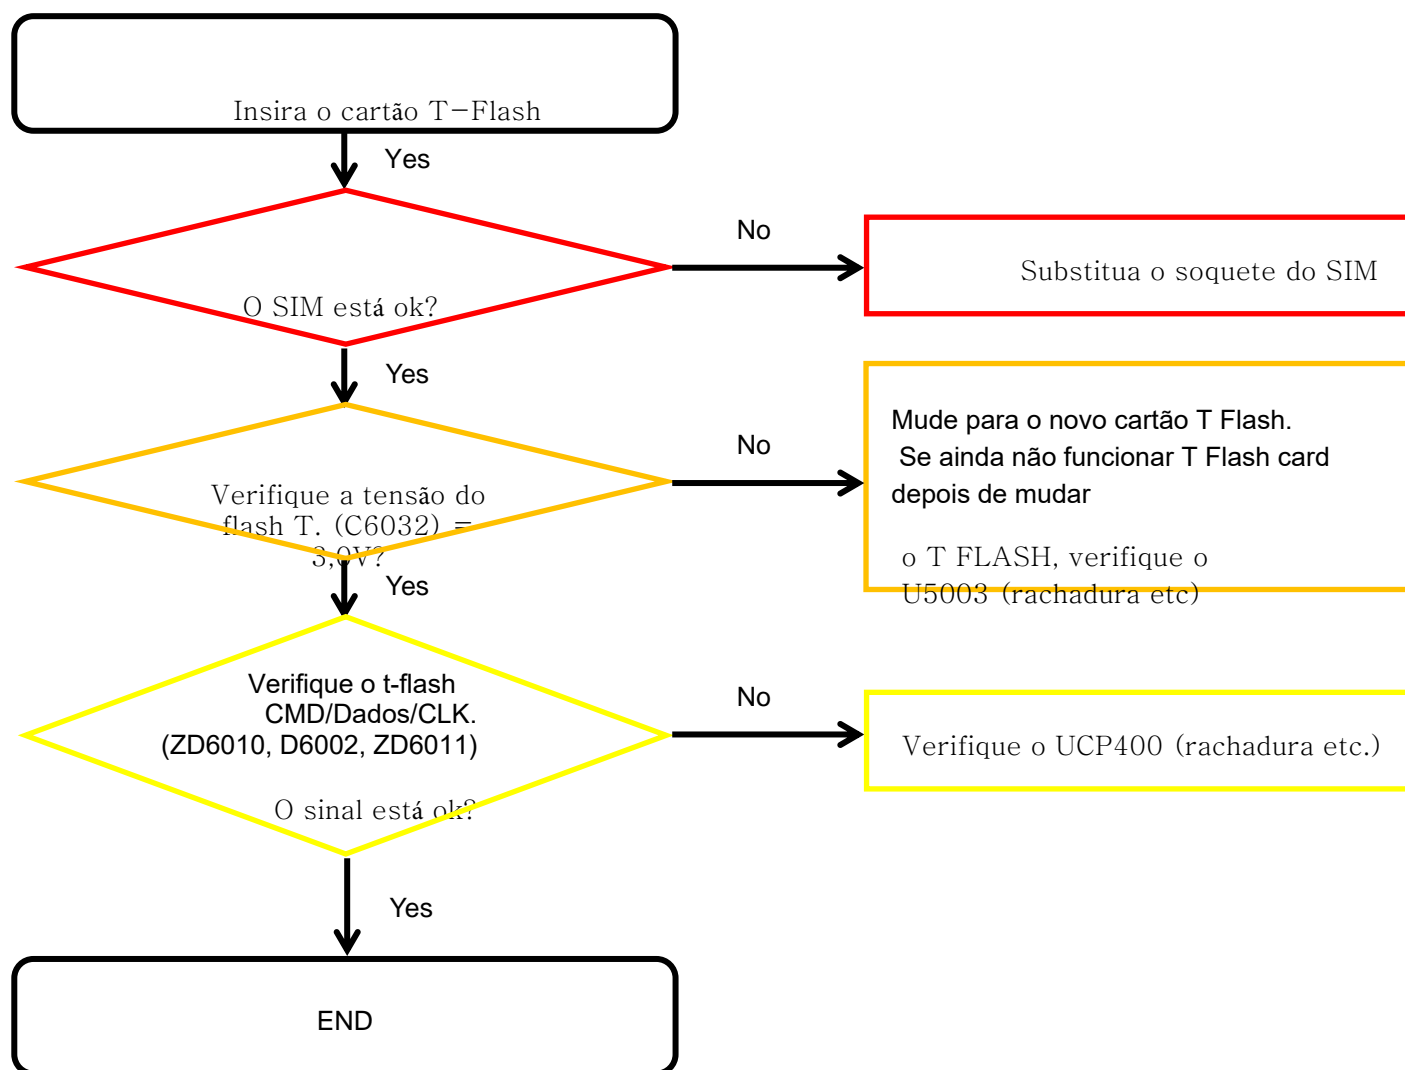 Insira o cartão T-Flash
Yes
No
O SIM está ok?
Substitua o soquete do SIM
Yes
No
Verifique a tensão do
flash T. (C6032) =
3,0V?
Mude para o novo cartão T Flash.
Se ainda não funcionar T Flash card
depois de mudar
o T FLASH, verifique o
U5003 (rachadura etc)
Yes
No
Verifique o t-flash
CMD/Dados/CLK.
(ZD6010, D6002, ZD6011)
O sinal está ok?
Verifique o UCP400 (rachadura etc.)
Yes
END